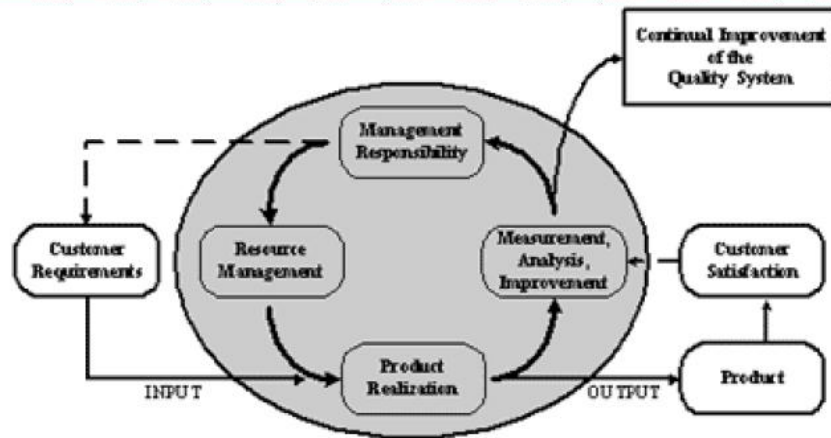 Continual Improvement
of the
Quality System
Management
Responsibility
Customer
Requirements
Resource
Management
Measurement,
Analysis,
Improvement
Customer
Satisfaction
Product
Realization
Product
INPUT
OUTPUT